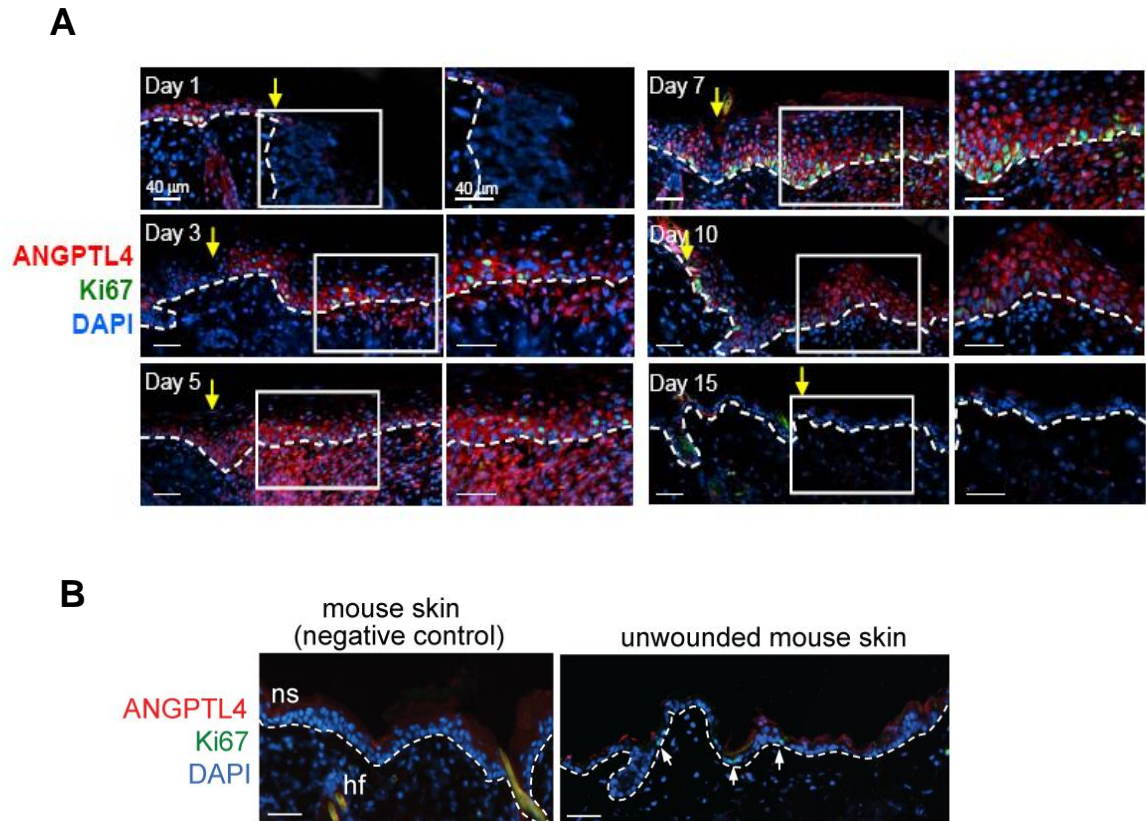 A
Day 1
40 µm
40 µm
Day 7
ANGPTL4
Ki67
DAPI
Day 3
Day 10
Day 5
Day 15
B
mouse skin
(negative control)
unwounded mouse skin
ANGPTL4
Ki67
DAPI
ns
hf